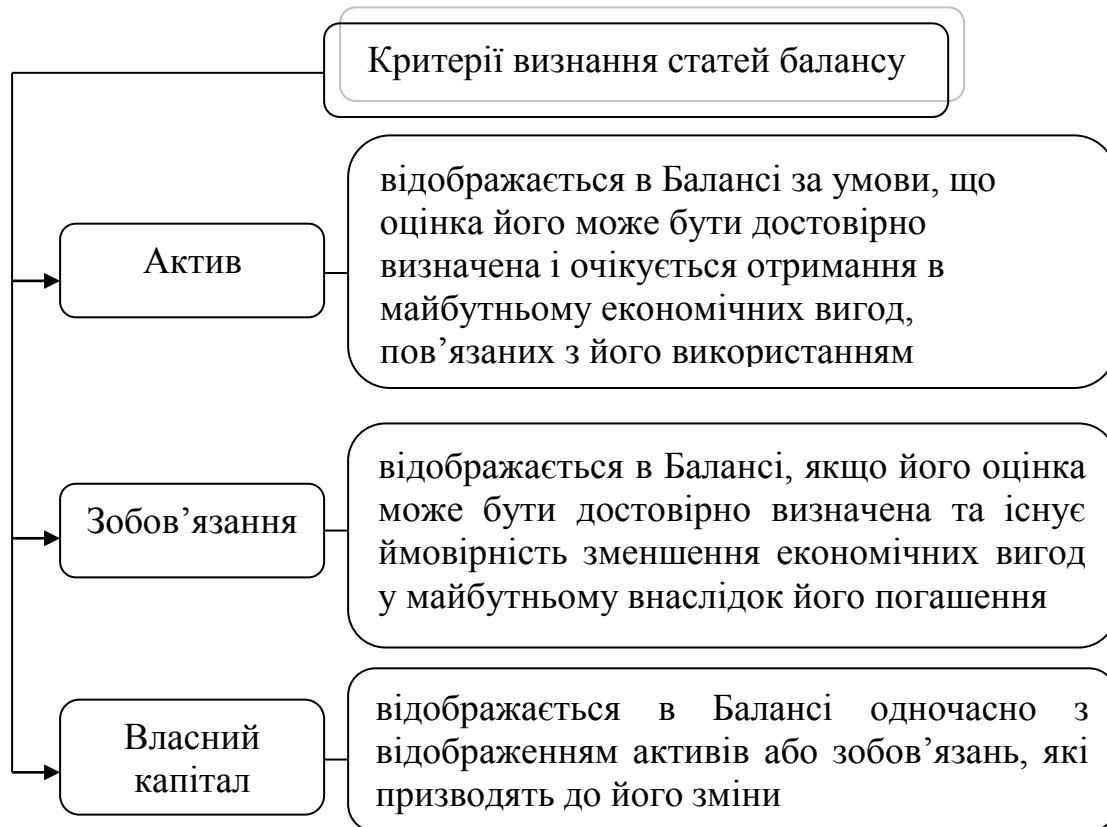 Критерії визнання статей балансу
Актив
відображається в Балансі за умови, що
оцінка його може бути достовірно
визначена і очікується отримання в
майбутньому економічних вигод,
пов’язаних з його використанням
Зобов’язання
відображається в Балансі, якщо його оцінка
може бути достовірно визначена та існує
ймовірність зменшення економічних вигод
у майбутньому внаслідок його погашення
Власний
капітал
відображається в Балансі одночасно з
відображенням активів або зобов’язань, які
призводять до його зміни